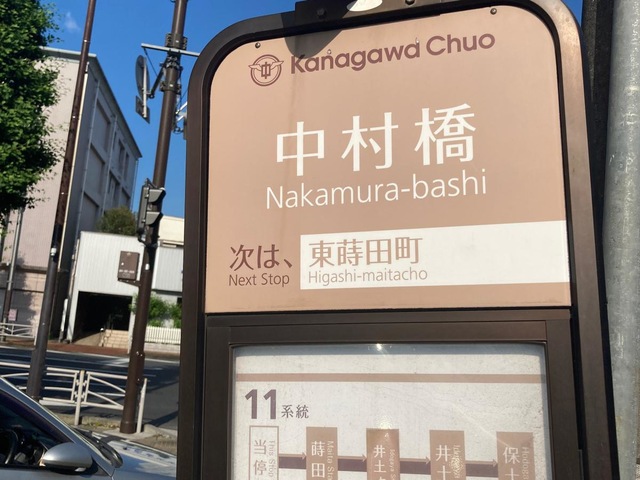 中 Kanagawa Chuo
中村橋
Nakamura-bashi
次は、
東蒔田町
Next Stop
Higashi-maitacho
11系統
当停
蒔田
井土
井土
保土